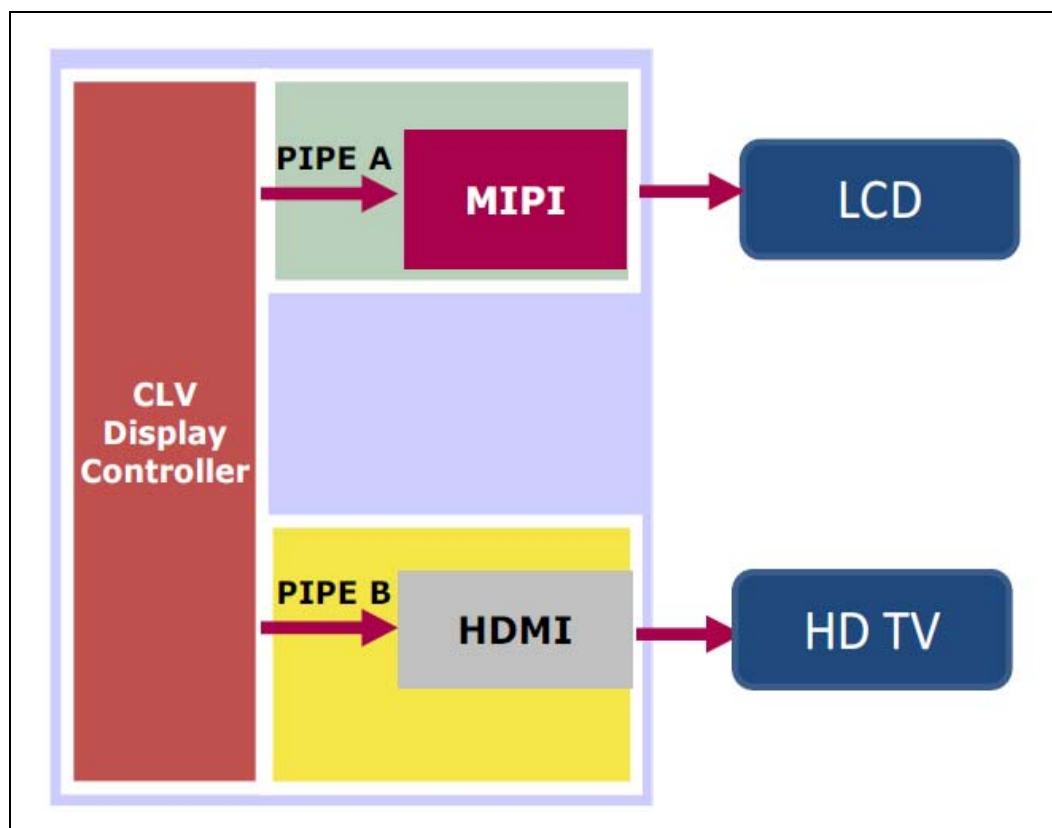 PIPE A
MIPI
LCD
CLV
Display
Controller
PIPE B
HDMI
HD TV